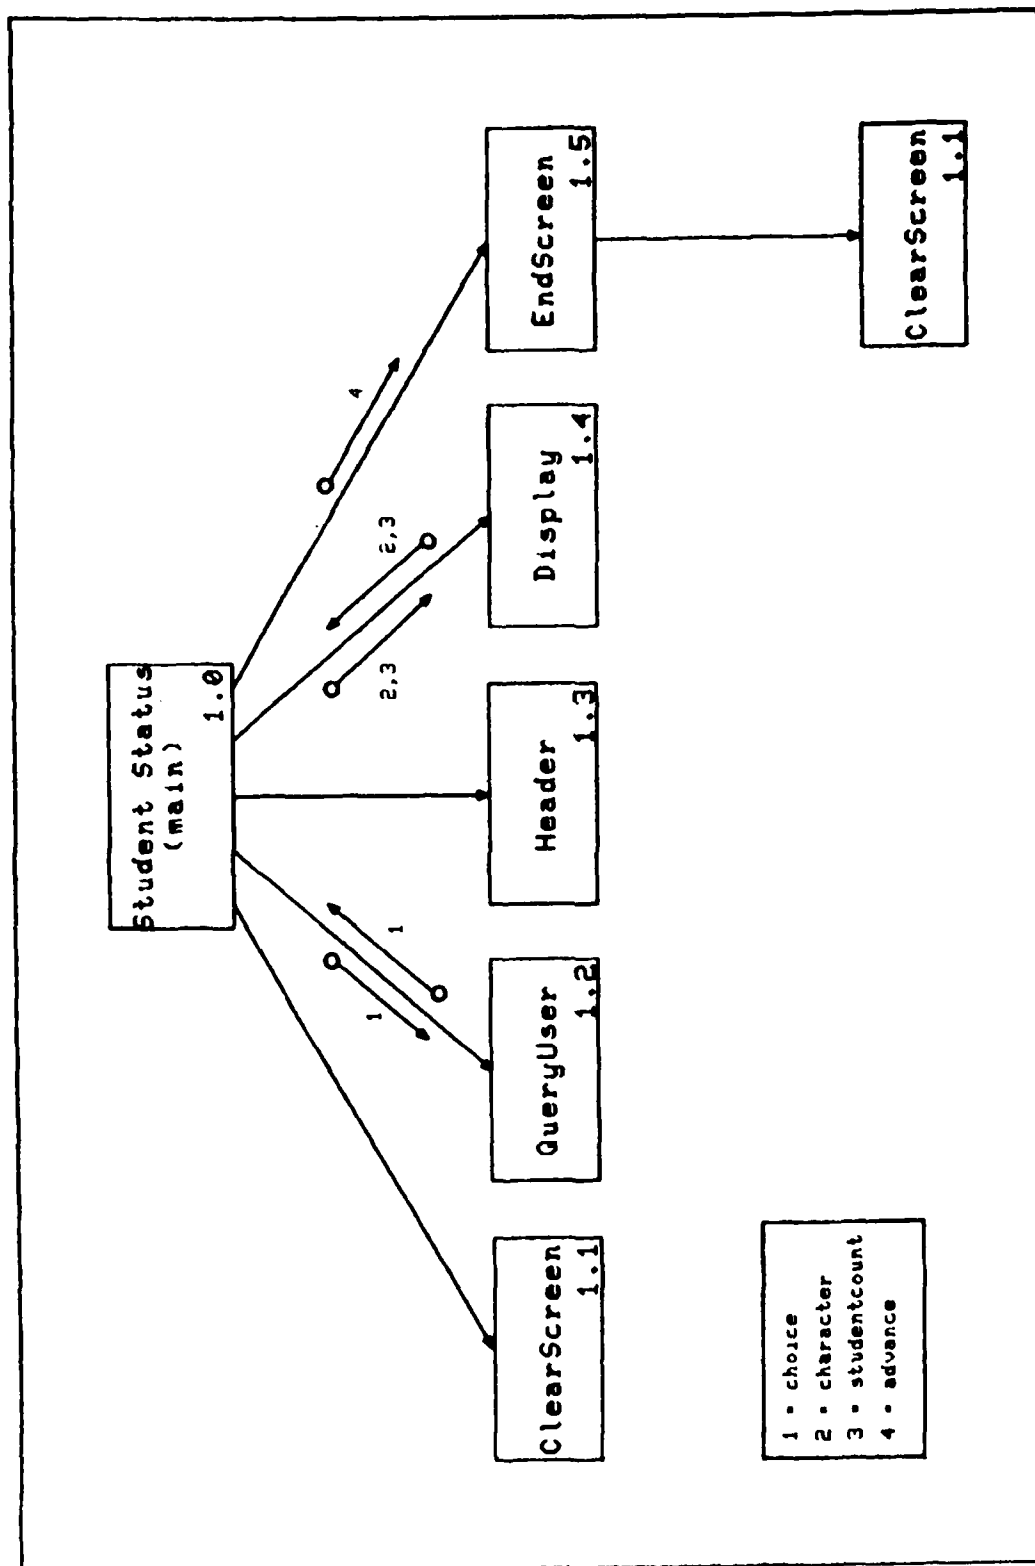 Student Status
(main)
1.0
1
1
2,3
2,3
4
ClearScreen
1.1
QueryUser
1.2
Header
1.3
Display
1.4
EndScreen
1.5
ClearScreen
1.1
1 = choice
2 = character
3 = studentcount
4 = advance